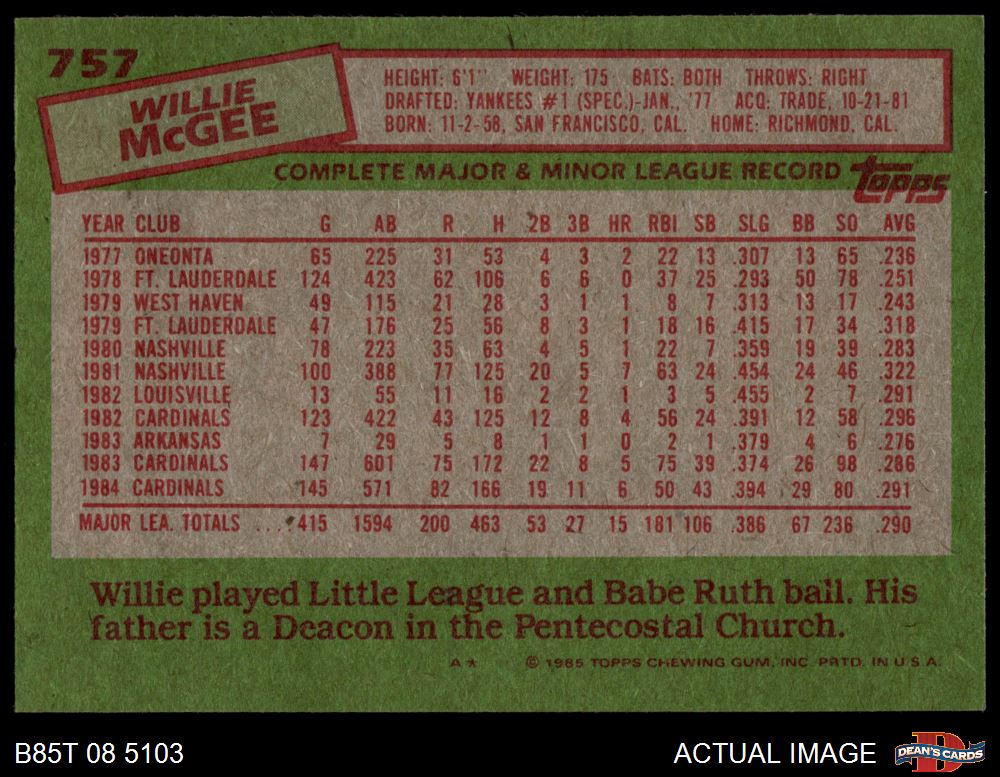 757
WILLIE
McGEE
HEIGHT: 6'1" WEIGHT: 175 BATS: BOTH THROWS: RIGHT
DRAFTED: YANKEES #1 (SPEC.)-JAN., '77 ACQ: TRADE, 10-21-81
BORN: 11-2-58, SAN FRANCISCO, CAL. HOME: RICHMOND, CAL.
COMPLETE MAJOR & MINOR LEAGUE RECORD topps
YEAR CLUB G AB R H 2B 3B HR RBI SB SLG BB SO AVG
1977 ONEONTA 65 225 31 53 4 3 2 22 13 .307 13 65 .236
1978 FT. LAUDERDALE 124 423 62 106 6 6 0 37 25 .293 50 78 .251
1979 WEST HAVEN 49 115 21 28 3 1 1 8 7 .313 13 17 .243
1979 FT. LAUDERDALE 47 176 25 56 8 3 1 18 16 .415 17 34 .318
1980 NASHVILLE 78 223 35 63 4 5 1 22 7 .359 19 39 .283
1981 NASHVILLE 100 388 77 125 20 5 7 63 24 .454 24 46 .322
1982 LOUISVILLE 13 55 11 16 2 2 1 3 5 .455 2 7 .291
1982 CARDINALS 123 422 43 125 12 8 4 56 24 .391 12 58 .296
1983 ARKANSAS 7 29 5 8 1 1 0 2 1 .379 4 6 .276
1983 CARDINALS 147 601 75 172 22 8 5 75 39 .374 26 98 .286
1984 CARDINALS 145 571 82 166 19 11 6 50 43 .394 29 80 .291
MAJOR LEA. TOTALS .... 415 1594 200 463 53 27 15 181 106 .386 67 236 .290
Willie played Little League and Babe Ruth ball. His
father is a Deacon in the Pentecostal Church.
A* © 1985 TOPPS CHEWING GUM, INC. PRTD. IN U.S.A.
B85T 08 5103 ACTUAL IMAGE DEAN'S CARDS